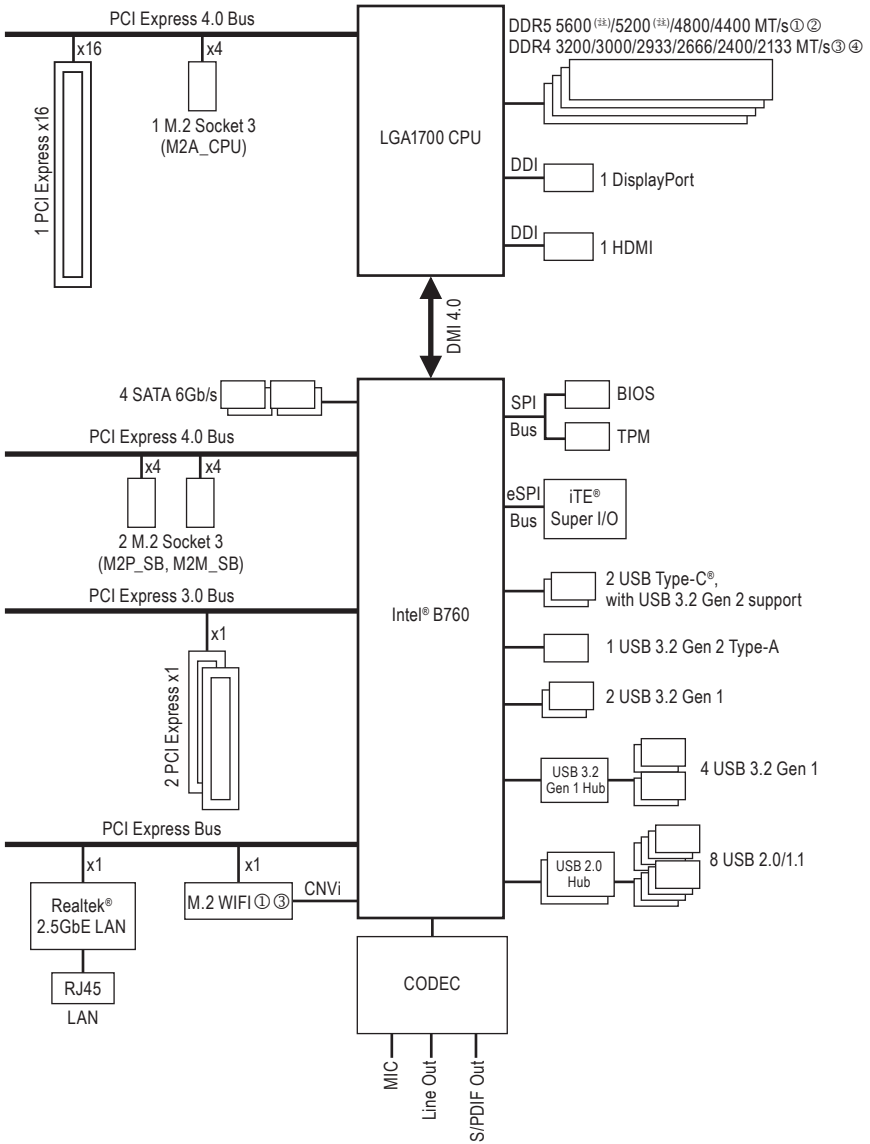 PCI Express 4.0 Bus
x16
x4
1 PCI Express x16
1 M.2 Socket 3
(M2A_CPU)
LGA1700 CPU
DDR5 5600(註)/5200(註)/4800/4400 MT/s①②
DDR4 3200/3000/2933/2666/2400/2133 MT/s③④
DDI
1 DisplayPort
DDI
1 HDMI
DMI 4.0
4 SATA 6Gb/s
PCI Express 4.0 Bus
x4
x4
2 M.2 Socket 3
(M2P_SB, M2M_SB)
PCI Express 3.0 Bus
x1
2 PCI Express x1
PCI Express Bus
x1
x1
Realtek®
2.5GbE LAN
RJ45
LAN
M.2 WIFI①③
CNVi
Intel® B760
SPI
Bus
BIOS
TPM
eSPI
Bus
iTE®
Super I/O
2 USB Type-C®,
with USB 3.2 Gen 2 support
1 USB 3.2 Gen 2 Type-A
2 USB 3.2 Gen 1
USB 3.2
Gen 1 Hub
4 USB 3.2 Gen 1
USB 2.0
Hub
8 USB 2.0/1.1
CODEC
MIC
Line Out
S/PDIF Out